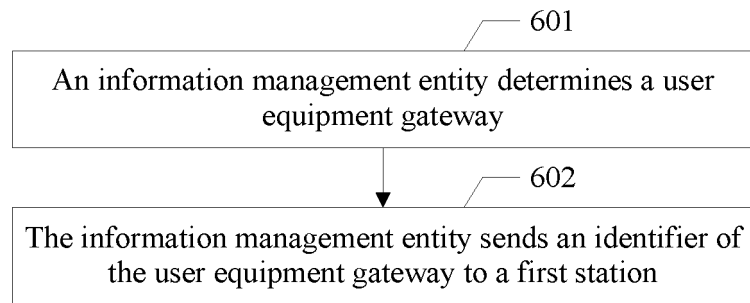 601
An information management entity determines a user
equipment gateway
602
The information management entity sends an identifier of
the user equipment gateway to a first station